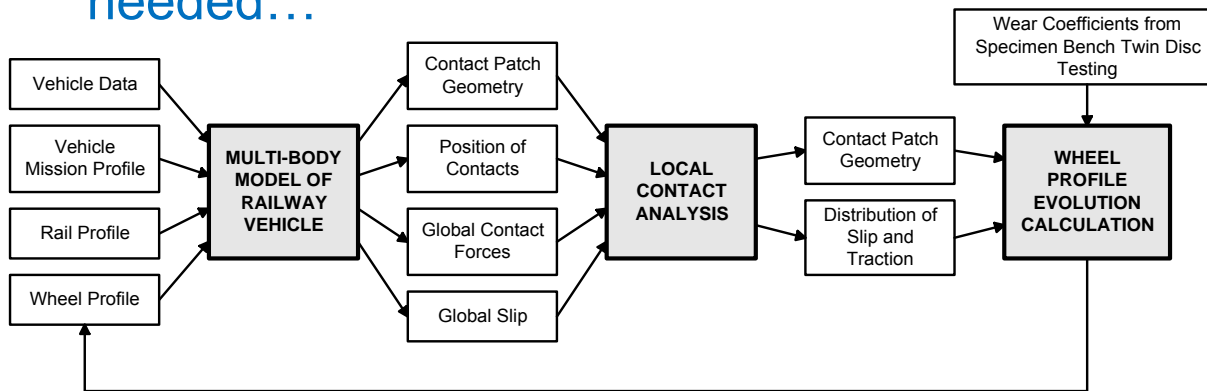 needed…
Wear Coefficients from
Specimen Bench Twin Disc
Testing
Vehicle Data
Vehicle
Mission Profile
Rail Profile
Wheel Profile
MULTI-BODY
MODEL OF
RAILWAY
VEHICLE
Contact Patch
Geometry
Position of
Contacts
Global Contact
Forces
Global Slip
LOCAL
CONTACT
ANALYSIS
Contact Patch
Geometry
Distribution of
Slip and
Traction
WHEEL
PROFILE
EVOLUTION
CALCULATION